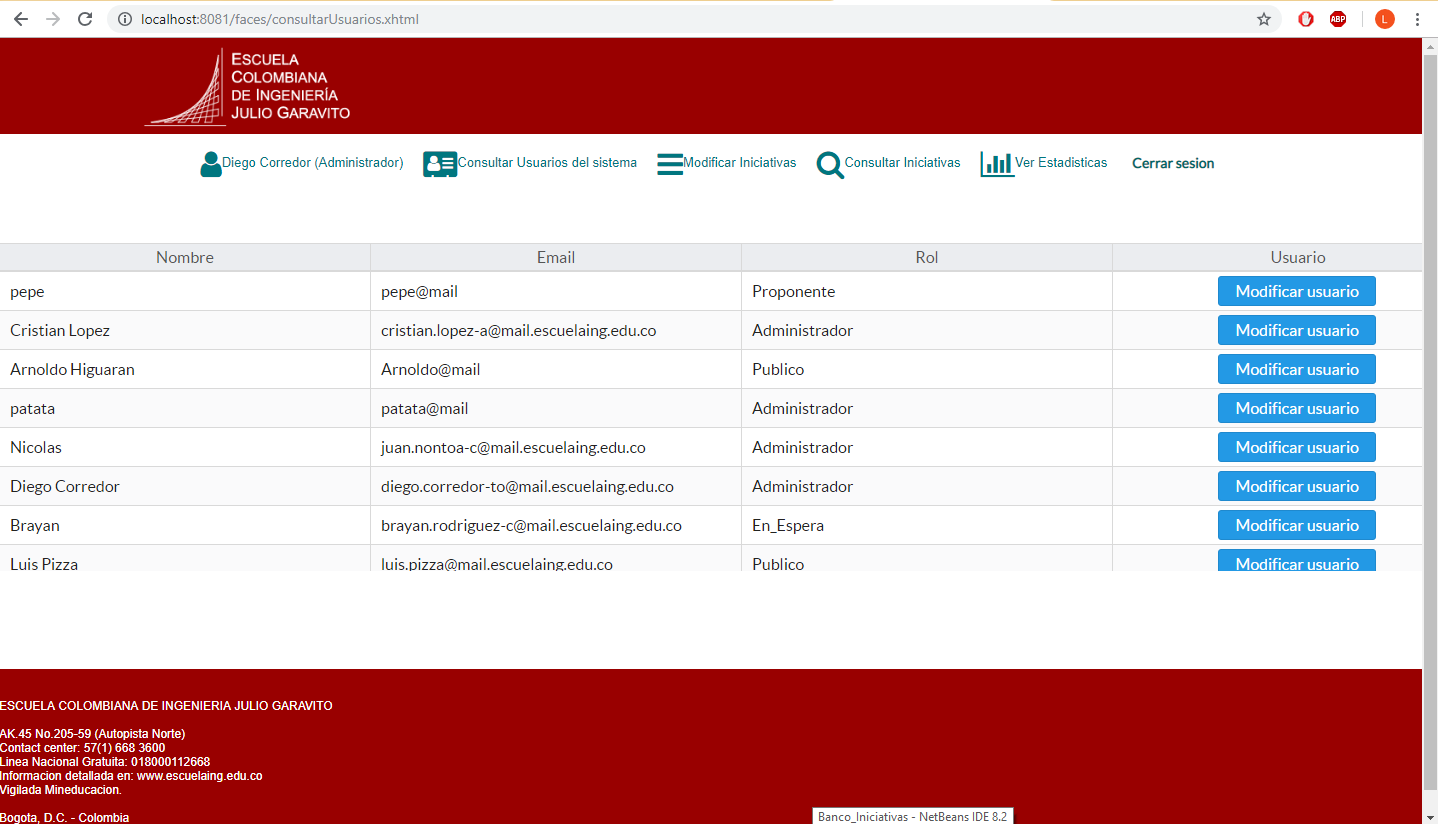 localhost:8081/faces/consultarUsuarios.xhtml
ABP
L
ESCUELA
COLOMBIANA
DE INGENIERÍA
JULIO GARAVITO
Diego Corredor (Administrador) Consultar Usuarios del sistema Modificar Iniciativas Consultar Iniciativas Ver Estadisticas Cerrar sesion
Nombre Email Rol Usuario
pepe pepe@mail Proponente Modificar usuario
Cristian Lopez cristian.lopez-a@mail.escuelaing.edu.co Administrador Modificar usuario
Arnoldo Higuaran Arnoldo@mail Publico Modificar usuario
patata patata@mail Administrador Modificar usuario
Nicolas juan.nontoa-c@mail.escuelaing.edu.co Administrador Modificar usuario
Diego Corredor diego.corredor-to@mail.escuelaing.edu.co Administrador Modificar usuario
Brayan brayan.rodriguez-c@mail.escuelaing.edu.co En_Espera Modificar usuario
Luis Pizza luis.pizza@mail.escuelaing.edu.co Publico Modificar usuario
ESCUELA COLOMBIANA DE INGENIERIA JULIO GARAVITO
AK.45 No.205-59 (Autopista Norte)
Contact center: 57(1) 668 3600
Linea Nacional Gratuita: 018000112668
Informacion detallada en: www.escuelaing.edu.co
Vigilada Mineducacion.
Bogota, D.C. - Colombia
Banco_Iniciativas - NetBeans IDE 8.2